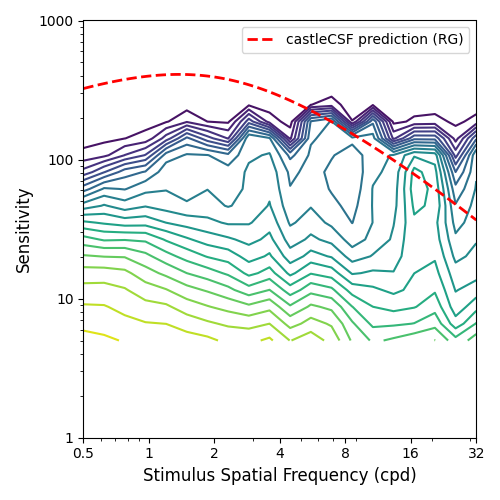 1000
castleCSF prediction (RG)
100
Sensitivity
10
1
0.5 1 2 4 8 16 32
Stimulus Spatial Frequency (cpd)